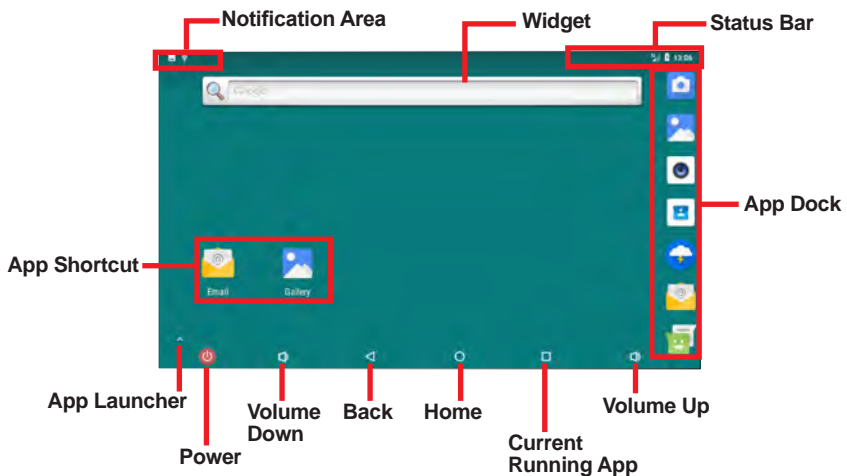 Notification Area
Widget
Status Bar
13:06
Google
App Dock
App Shortcut
Email
Gallery
App Launcher
Volume
Down
Back
Home
Volume Up
Power
Current
Running App